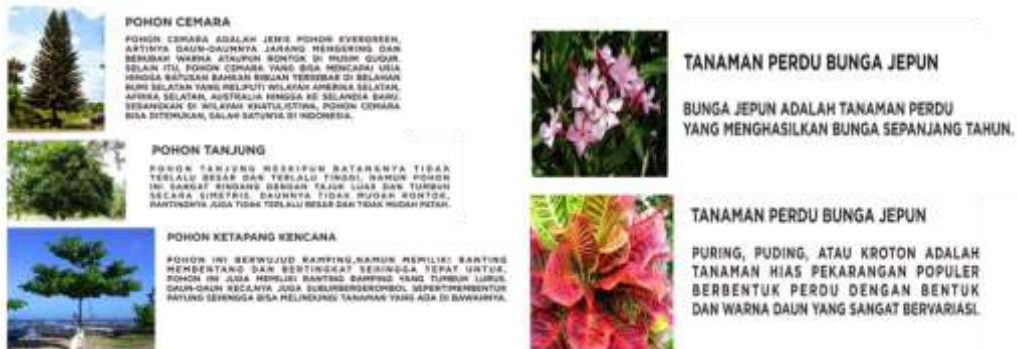 POHON CEMARA
POHON CEMARA ADALAH JENIS POHON EVERGREEN,
ARTINYA DAUN-DAUNNYA JARANG MENGERING DAN
BERUBAH WARNA ATAUPUN RONTOK DI MUSIM GUGUR.
SELAIN ITU, POHON CEMARA YANG BISA MENCAPAI USIA
HINGGA RATUSAN BAHKAN RIBUAN TERSEBAR DI BELAHAN
BUMI SELATAN YANG MELIPUTI WILAYAH AMERIKA SELATAN,
AFRIKA SELATAN, AUSTRALIA HINGGA KE SELANDIA BARU.
SEDANGKAN DI WILAYAH KHATULISTIWA, POHON CEMARA
BISA DITEMUKAN, SALAH SATUNYA DI INDONESIA.
POHON TANJUNG
POHON TANJUNG MESKIPUN BATANGNYA TIDAK
TERLALU BESAR DAN TERLALU TINGGI, NAMUN POHON
INI SANGAT RINDANG DENGAN TAJUK LUAS DAN TUMBUH
SECARA SIMETRIS. DAUNNYA TIDAK MUDAH RONTOK,
RANTINGNYA JUGA TIDAK TERLALU BESAR DAN TIDAK MUDAH PATAH.
POHON KETAPANG KENCANA
POHON INI BERWUJUD RAMPING,NAMUN MEMILIKI RANTING
MEMBENTANG DAN BERTINGKAT SEHINGGA TEPAT UNTUK.
POHON INI JUGA MEMILIKI RANTING RAMPING YANG TUMBUH LURUS.
DAUN-DAUN KECILNYA JUGA SUBURBERGEROMBOL SEPERTIMEMBENTUK
PAYUNG SEHINGGA BISA MELINDUNGI TANAMAN YANG ADA DI BAWAHNYA.
TANAMAN PERDU BUNGA JEPUN
BUNGA JEPUN ADALAH TANAMAN PERDU
YANG MENGHASILKAN BUNGA SEPANJANG TAHUN.
TANAMAN PERDU BUNGA JEPUN
PURING, PUDING, ATAU KROTON ADALAH
TANAMAN HIAS PEKARANGAN POPULER
BERBENTUK PERDU DENGAN BENTUK
DAN WARNA DAUN YANG SANGAT BERVARIASI.